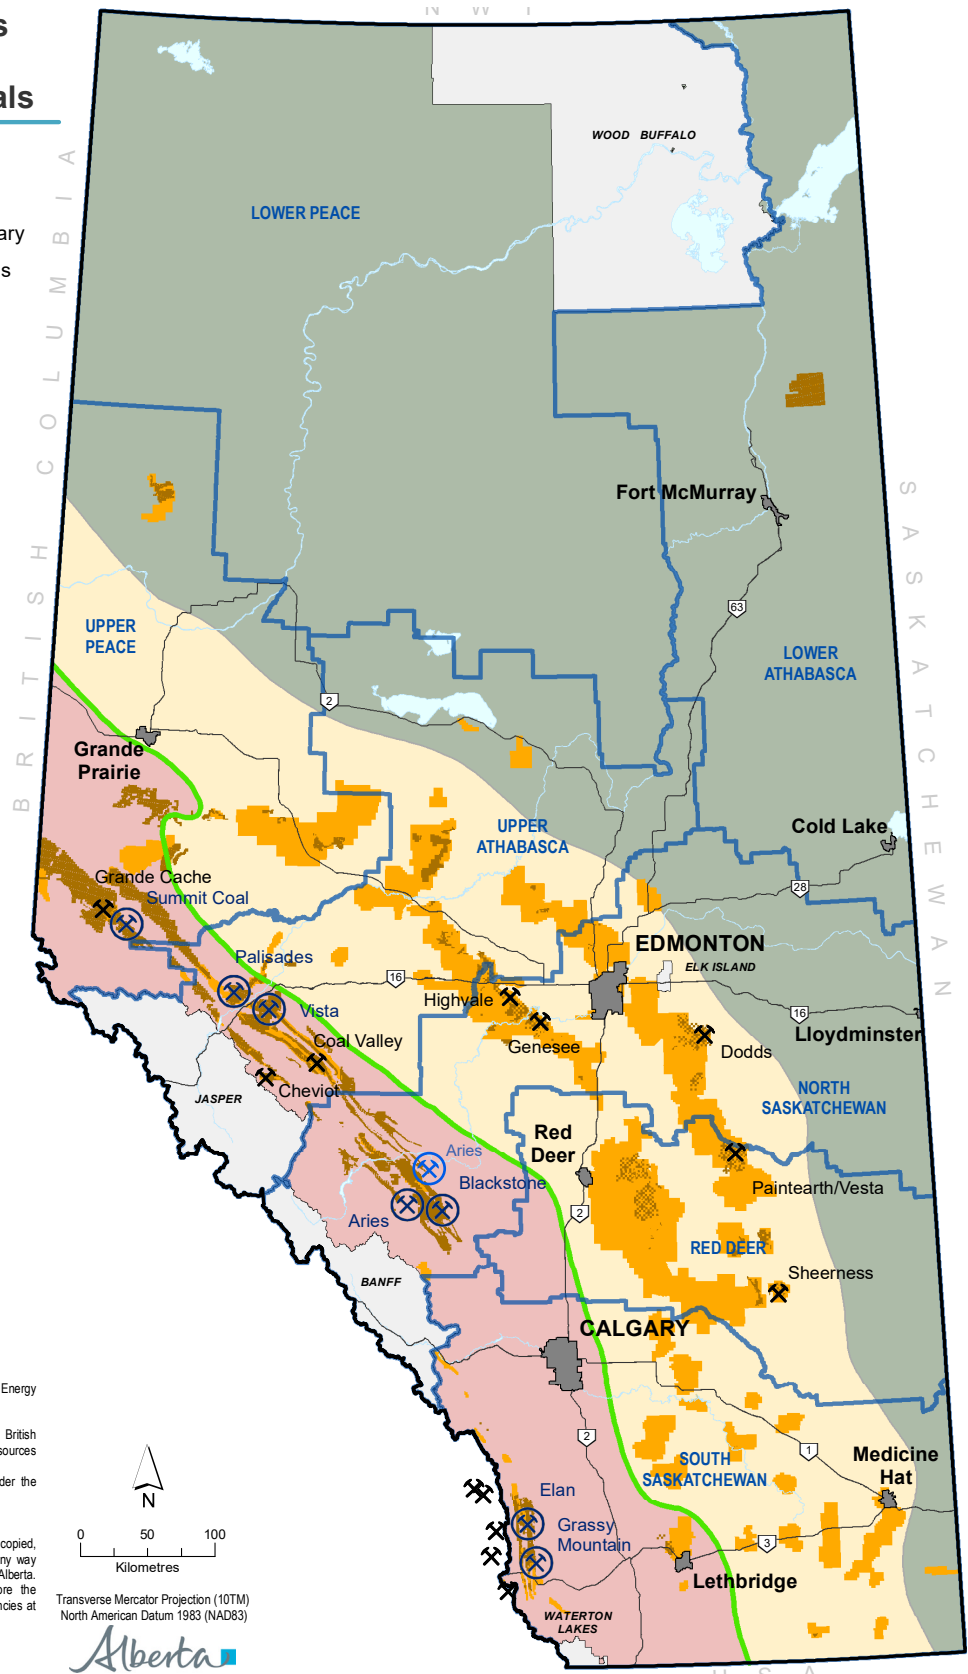 s
als
ary
s
N W T
BRITISH COLUMBIA
SASKATCHEWAN
WOOD BUFFALO
LOWER PEACE
Fort McMurray
63
UPPER
PEACE
LOWER
ATHABASCA
2
Grande
Prairie
UPPER
ATHABASCA
Cold Lake
28
Grande Cache
Summit Coal
EDMONTON
ELK ISLAND
Palisades
16
Highvale
Vista
16
Lloydminster
Coal Valley
Genesee
Dodds
Cheviot
JASPER
NORTH
SASKATCHEWAN
Red
Deer
Aries
Blackstone
Paintearth/Vesta
Aries
2
RED DEER
BANFF
Sheerness
CALGARY
2
1
SOUTH
SASKATCHEWAN
Medicine
Hat
Elan
Grassy
Mountain
3
Lethbridge
WATERTON
LAKES
U S A
Energy
British
sources
der the
copied,
ny way
Alberta.
ore the
ncies at
N
0 50 100
Kilometres
Transverse Mercator Projection (10TM)
North American Datum 1983 (NAD83)
Alberta